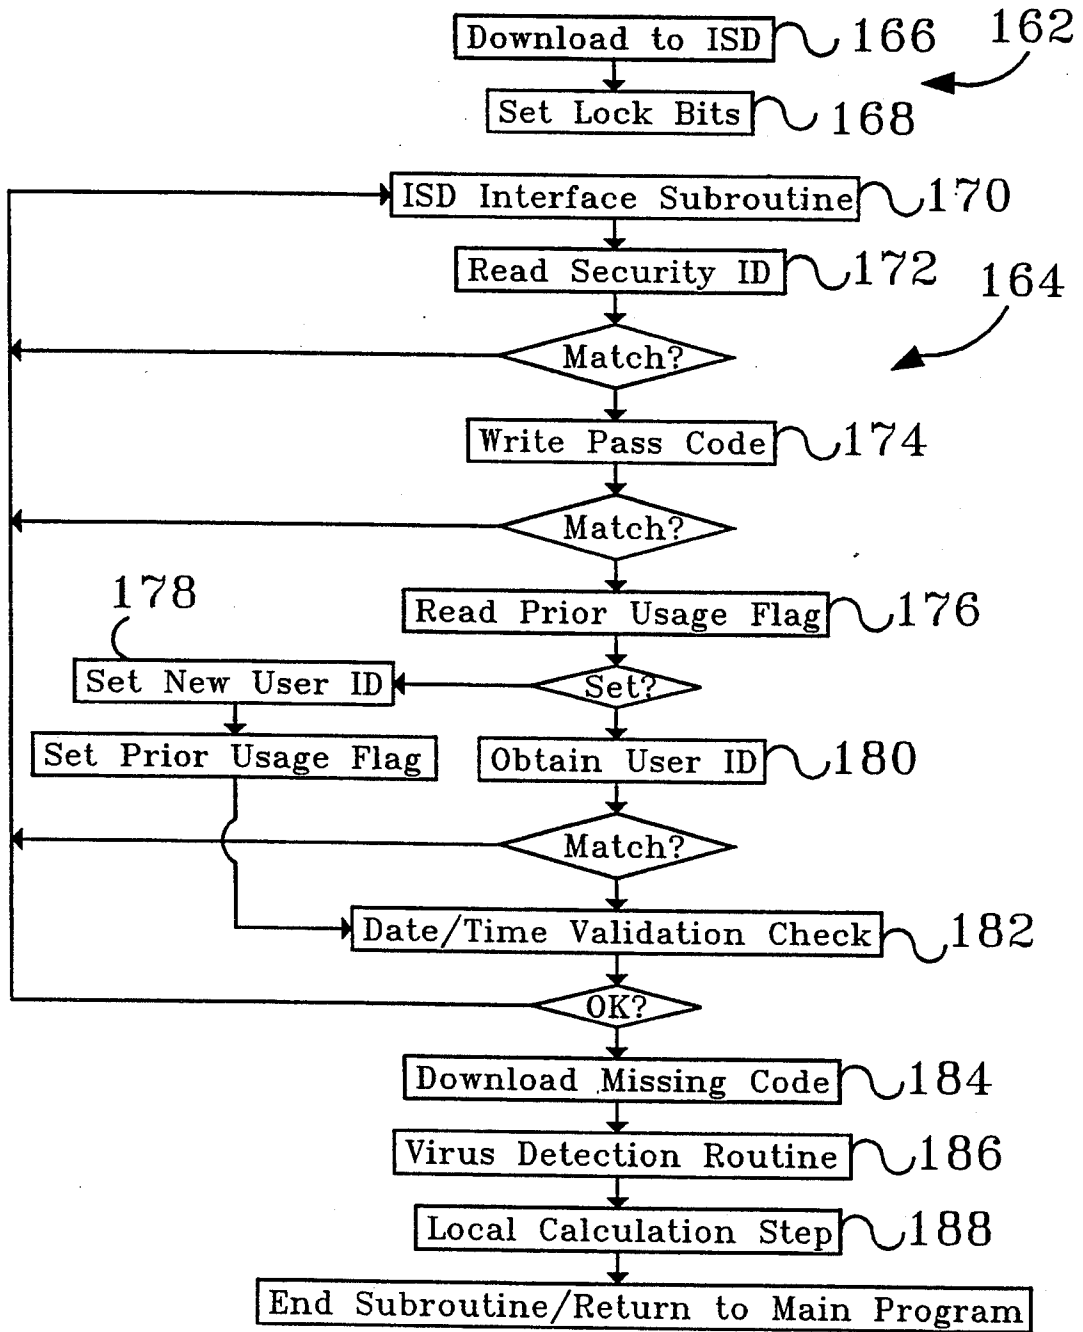 162
Download to ISD 166
Set Lock Bits 168
ISD Interface Subroutine 170
Read Security ID 172
164
Match?
Write Pass Code 174
Match?
178
Read Prior Usage Flag 176
Set New User ID
Set?
Set Prior Usage Flag
Obtain User ID 180
Match?
Date/Time Validation Check 182
OK?
Download Missing Code 184
Virus Detection Routine 186
Local Calculation Step 188
End Subroutine/Return to Main Program